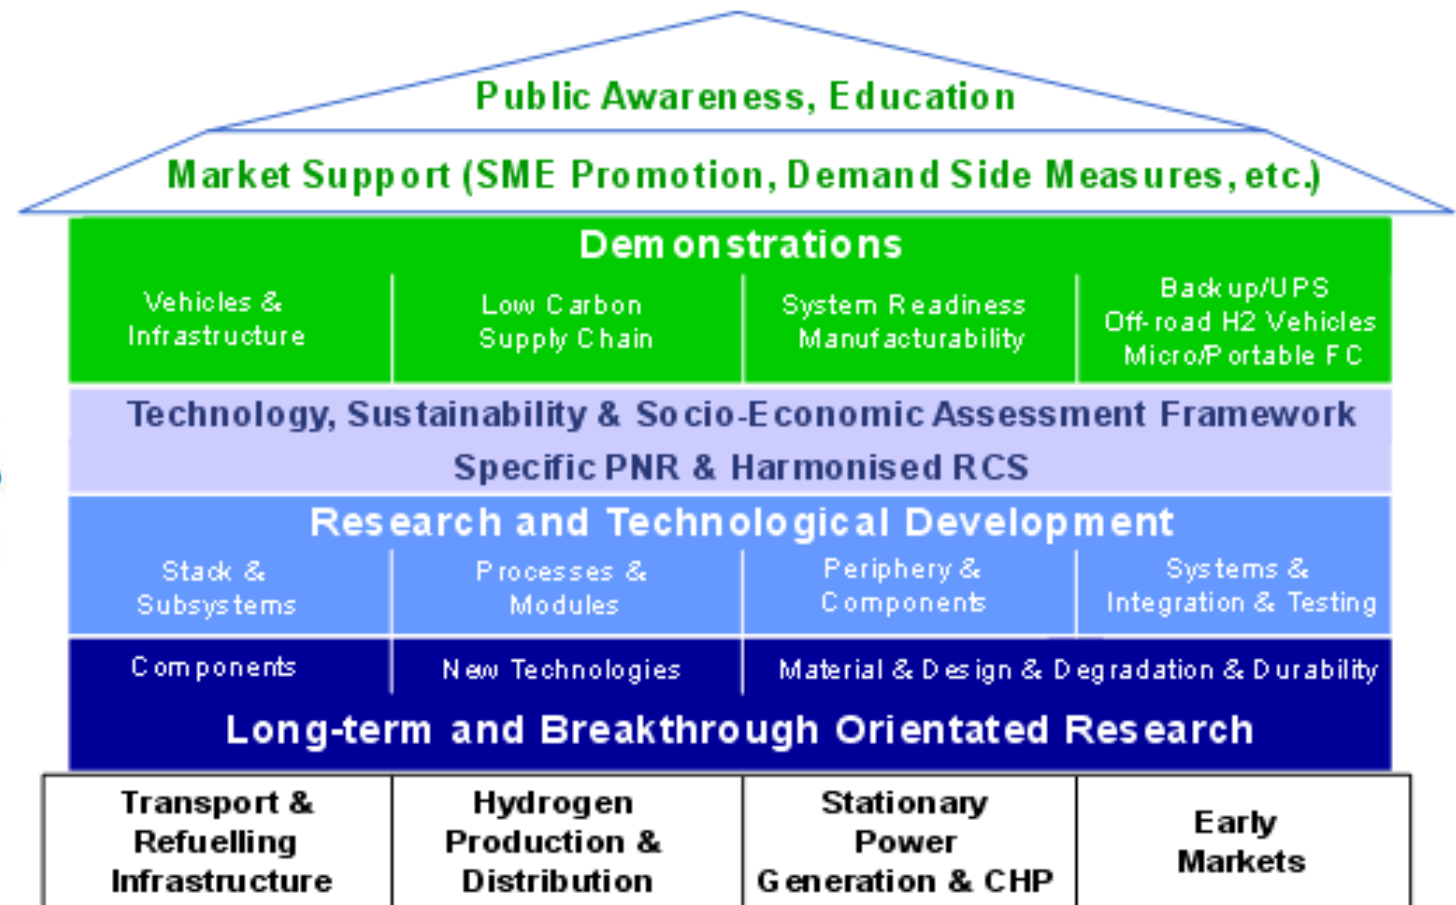 Public Awareness, Education
Market Support (SME Promotion, Demand Side Measures, etc.)
Demonstrations
Vehicles &
Infrastructure
Low Carbon
Supply Chain
System Readiness
Manufacturability
Backup/UPS
Off-road H2 Vehicles
Micro/Portable FC
Technology, Sustainability & Socio-Economic Assessment Framework
Specific PNR & Harmonised RCS
Research and Technological Development
Stack &
Subsystems
Processes &
Modules
Periphery &
Components
Systems &
Integration & Testing
Components
New Technologies
Material & Design & Degradation & Durability
Long-term and Breakthrough Orientated Research
Transport &
Refuelling
Infrastructure
Hydrogen
Production &
Distribution
Stationary
Power
Generation & CHP
Early
Markets